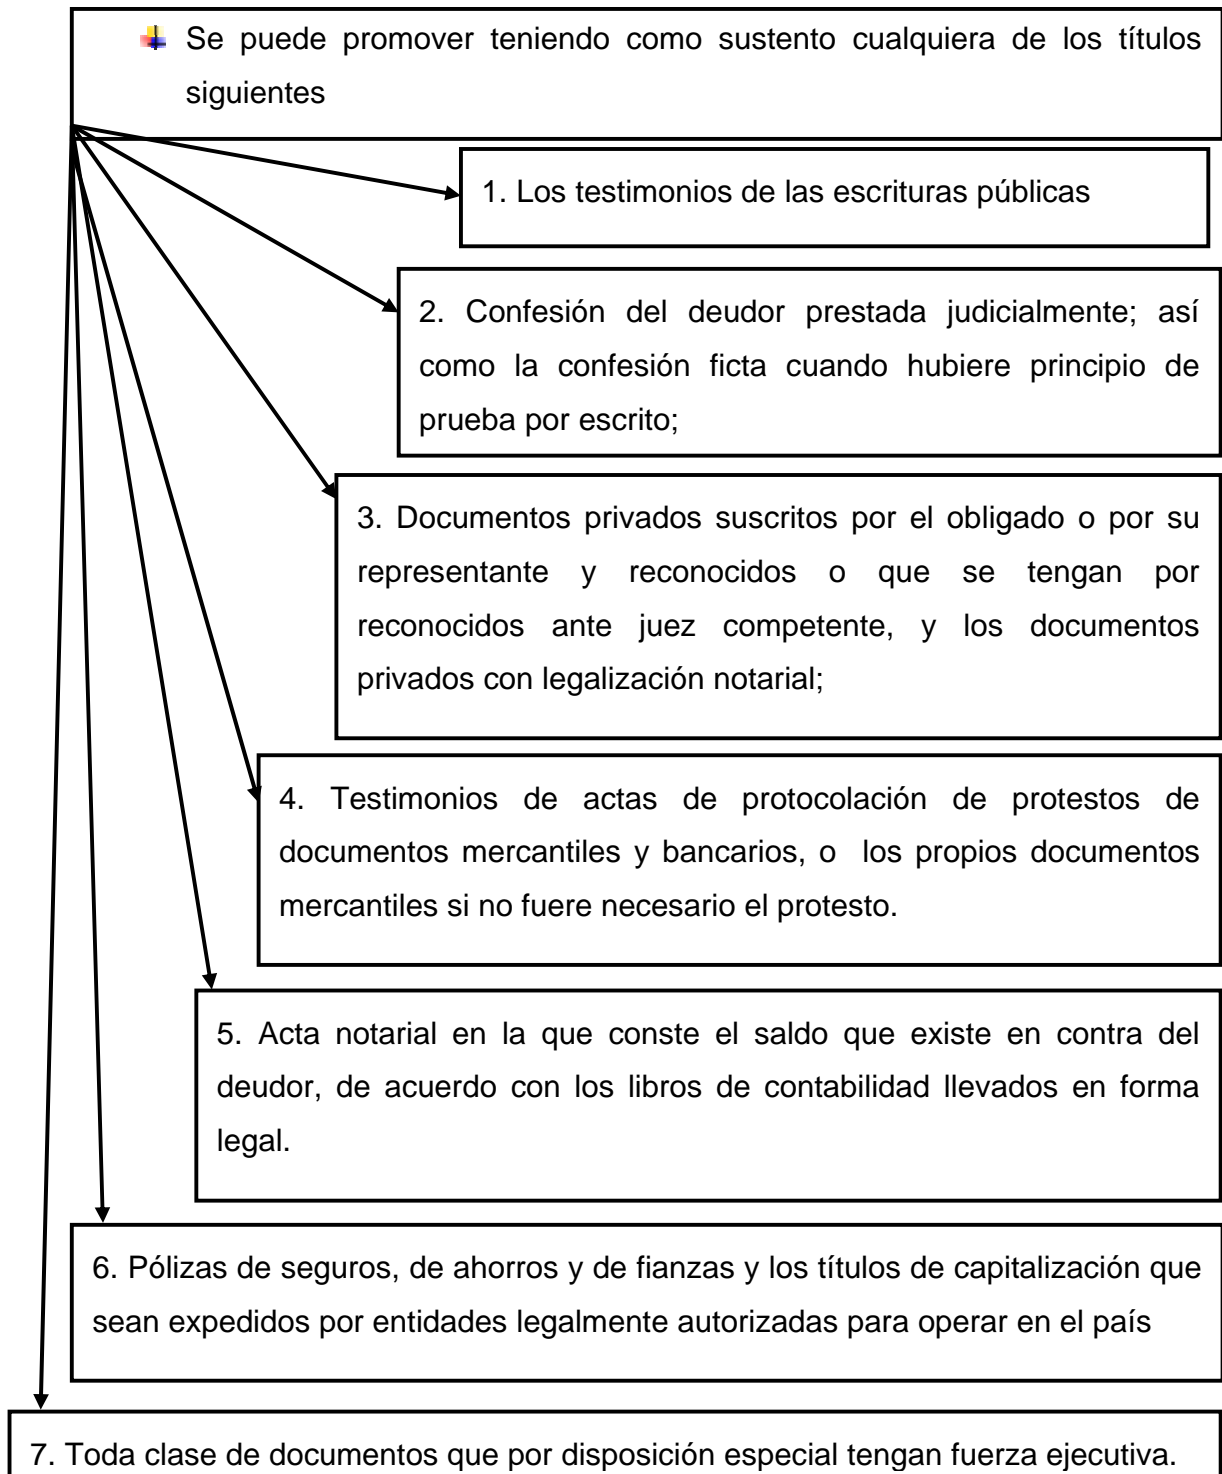 Se puede promover teniendo como sustento cualquiera de los títulos
siguientes
1. Los testimonios de las escrituras públicas
2. Confesión del deudor prestada judicialmente; así
como la confesión ficta cuando hubiere principio de
prueba por escrito;
3. Documentos privados suscritos por el obligado o por su
representante y reconocidos o que se tengan por
reconocidos ante juez competente, y los documentos
privados con legalización notarial;
4. Testimonios de actas de protocolación de protestos de
documentos mercantiles y bancarios, o los propios documentos
mercantiles si no fuere necesario el protesto.
5. Acta notarial en la que conste el saldo que existe en contra del
deudor, de acuerdo con los libros de contabilidad llevados en forma
legal.
6. Pólizas de seguros, de ahorros y de fianzas y los títulos de capitalización que
sean expedidos por entidades legalmente autorizadas para operar en el país
7. Toda clase de documentos que por disposición especial tengan fuerza ejecutiva.